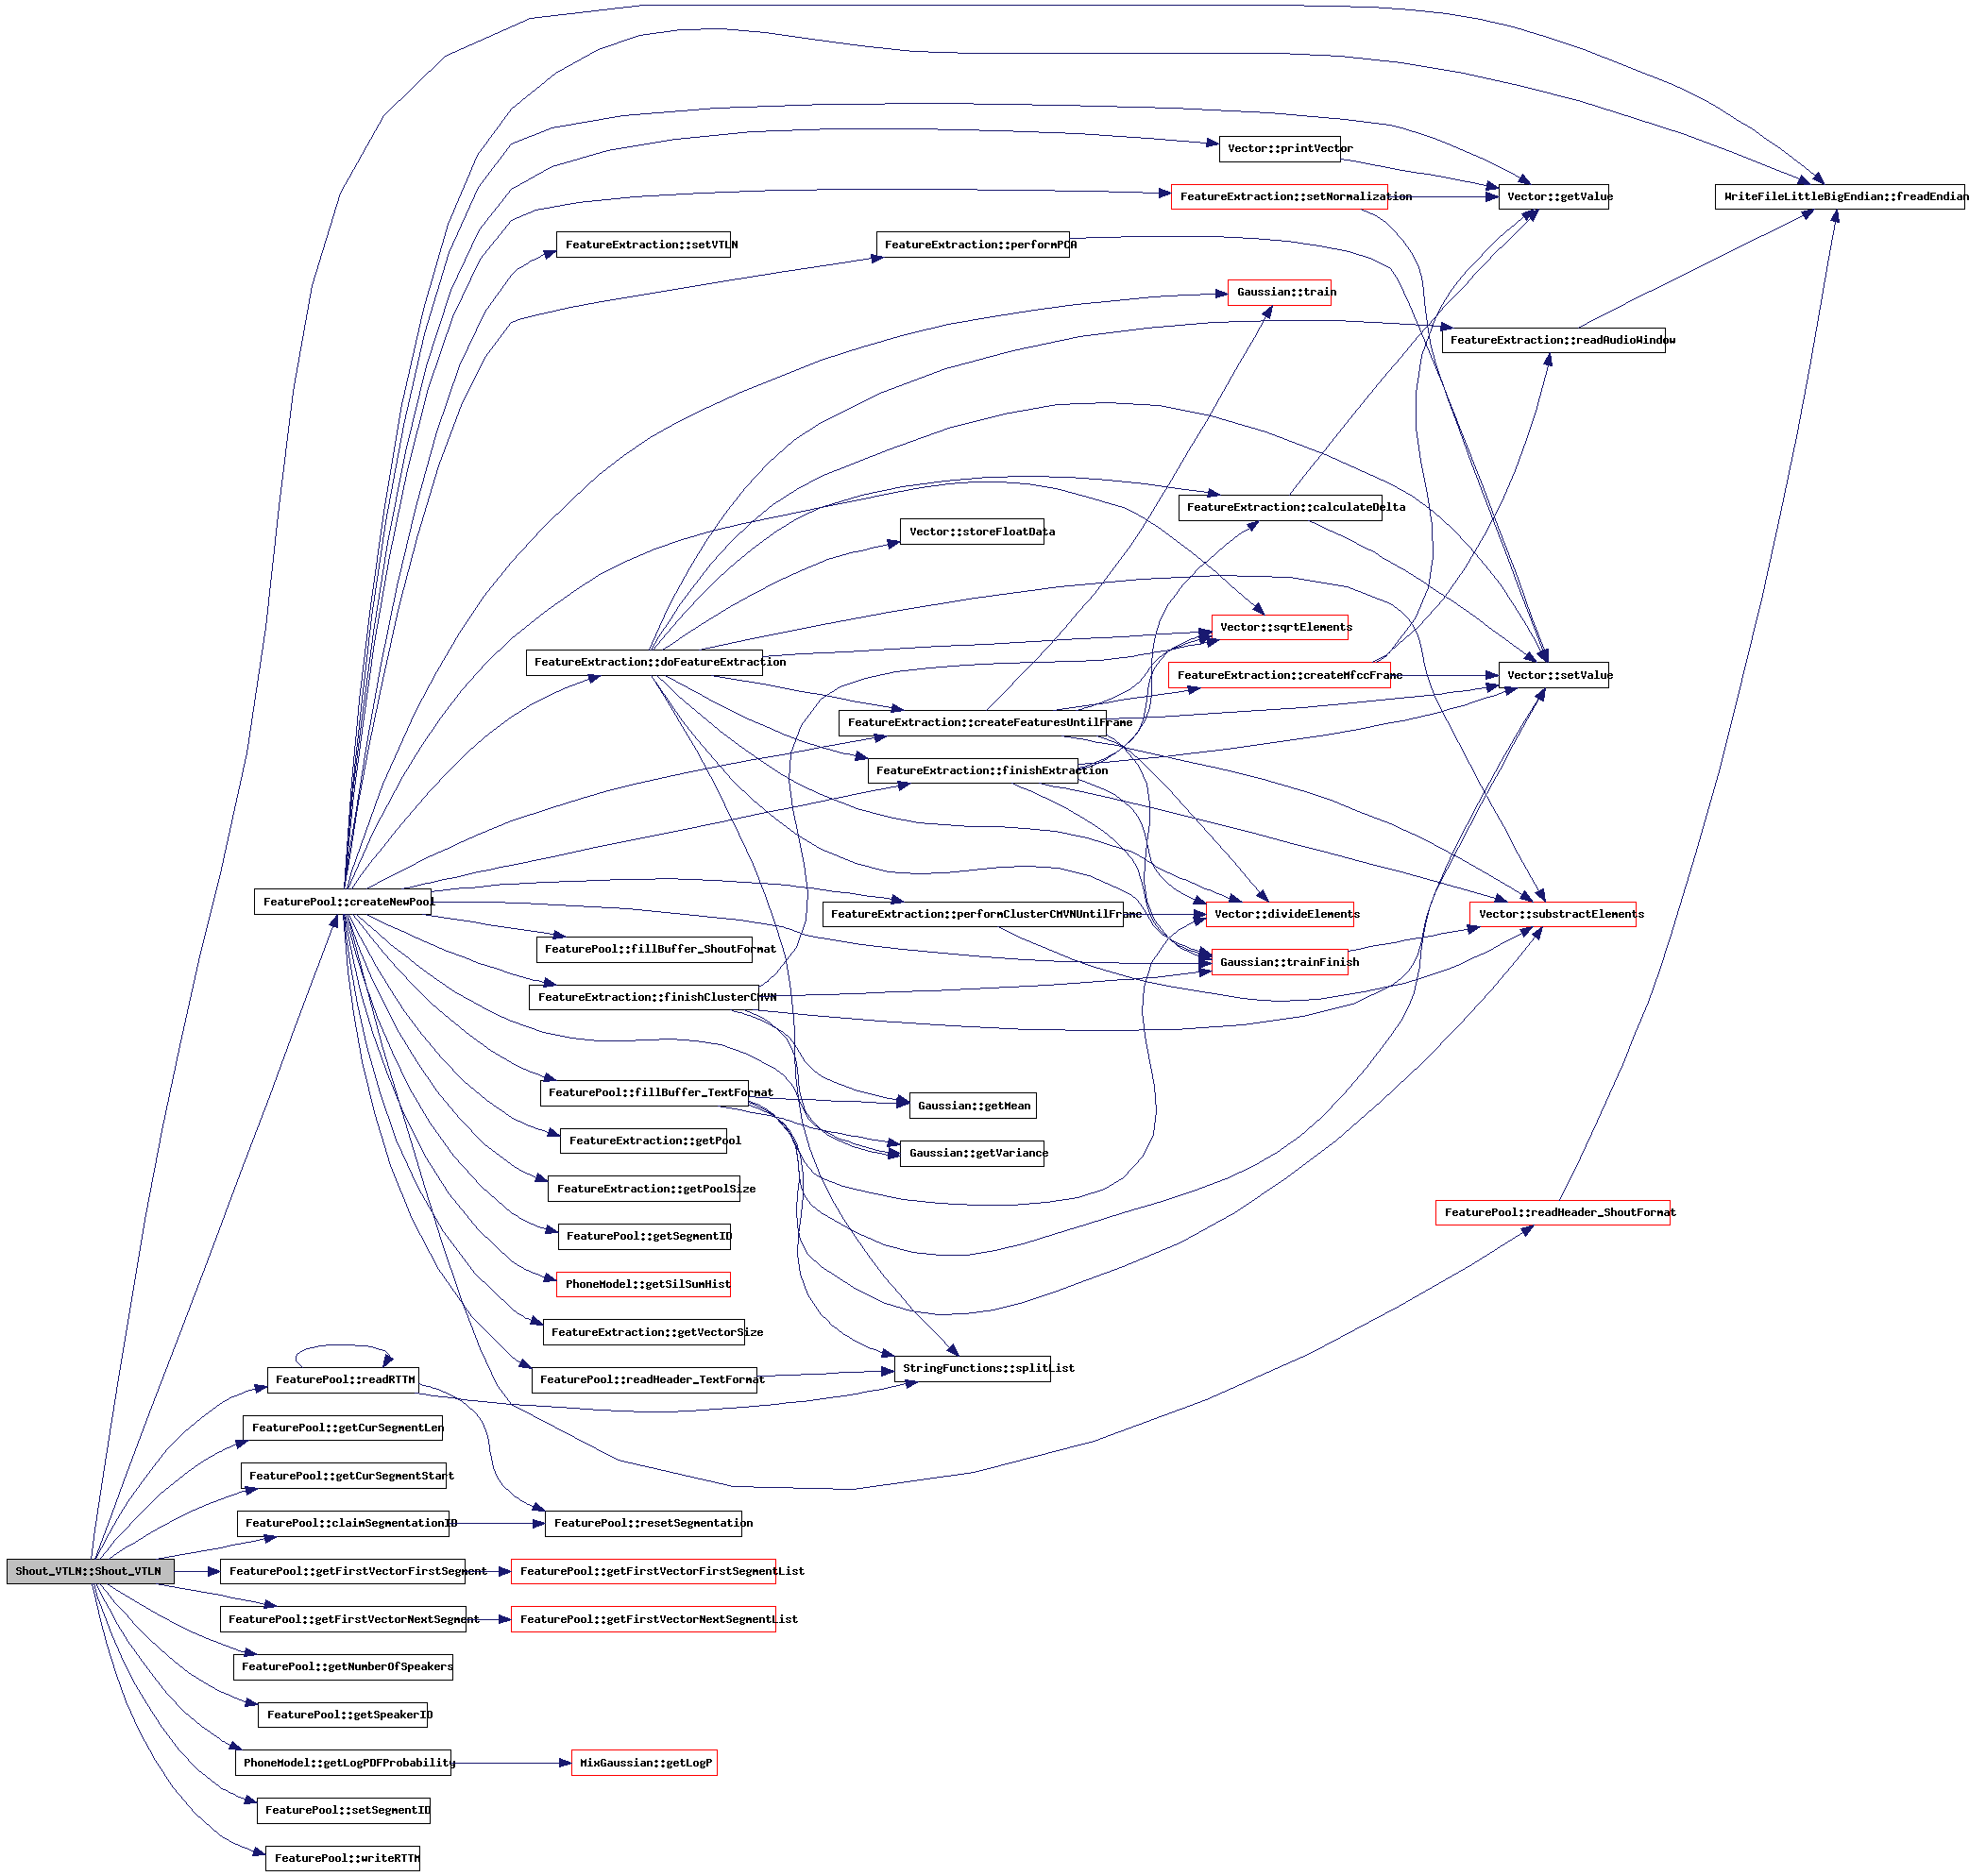 Vector::printVector
FeatureExtraction::setNormalization
Vector::getValue
WriteFileLittleBigEndian::freadEndian
FeatureExtraction::setVTLN
FeatureExtraction::performPCA
Gaussian::train
FeatureExtraction::readAudioWindow
FeatureExtraction::calculateDelta
Vector::storeFloatData
Vector::sqrtElements
FeatureExtraction::doFeatureExtraction
FeatureExtraction::createMfccFrame
Vector::setValue
FeatureExtraction::createFeaturesUntilFrame
FeatureExtraction::finishExtraction
FeaturePool::createNewPool
FeatureExtraction::performClusterCMVNUntilFrame
Vector::divideElements
Vector::substractElements
FeaturePool::fillBuffer_ShoutFormat
Gaussian::trainFinish
FeatureExtraction::finishClusterCMVN
FeaturePool::fillBuffer_TextFormat
Gaussian::getMean
FeatureExtraction::getPool
Gaussian::getVariance
FeatureExtraction::getPoolSize
FeaturePool::readHeader_ShoutFormat
FeaturePool::getSegmentID
PhoneModel::getSilSumHist
FeatureExtraction::getVectorSize
StringFunctions::splitList
FeaturePool::readRTTM
FeaturePool::readHeader_TextFormat
FeaturePool::getCurSegmentLen
FeaturePool::getCurSegmentStart
FeaturePool::claimSegmentationID
FeaturePool::resetSegmentation
Shout_VTLN::Shout_VTLN
FeaturePool::getFirstVectorFirstSegment
FeaturePool::getFirstVectorFirstSegmentList
FeaturePool::getFirstVectorNextSegment
FeaturePool::getFirstVectorNextSegmentList
FeaturePool::getNumberOfSpeakers
FeaturePool::getSpeakerID
PhoneModel::getLogPDFProbability
MixGaussian::getLogP
FeaturePool::setSegmentID
FeaturePool::writeRTTM